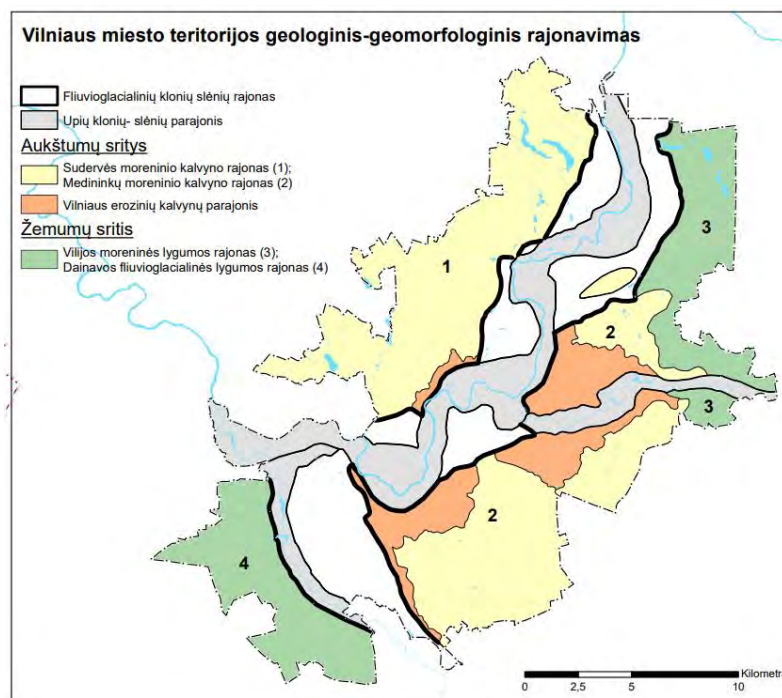 Vilniaus miesto teritorijos geologinis-geomorfologinis rajonavimas
Fliuvioglacialinių klonių slėnių rajonas
Upių klonių- slėnių parajonis
Aukštumų sritys
Sudervės moreninio kalvyno rajonas (1);
Medininkų moreninio kalvyno rajonas (2)
Vilniaus erozinių kalvynų parajonis
Žemumų sritis
Vilijos moreninės lygumos rajonas (3);
Dainavos fliuvioglacialinės lygumos rajonas (4)
3
1
2
3
2
4
Kilometr
0 2,5 5 10